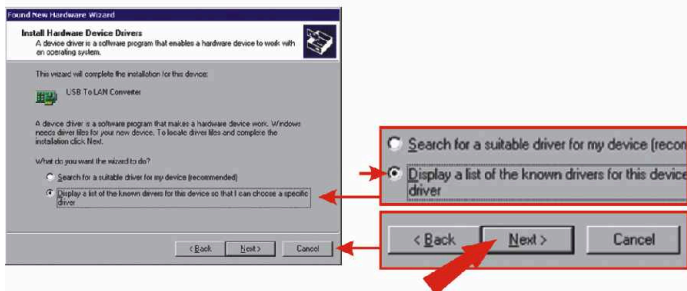 Found New Hardware Wizard
Install Hardware Device Drivers
A device driver is a software program that enables a hardware device to work with
an operating system.
This wizard will complete the installation for this device:
USB To LAN Converter
A device driver is a software program that makes a hardware device work. Windows
needs driver files for your new device. To locate driver files and complete the
installation click Next.
What do you want the wizard to do?
Search for a suitable driver for my device (recommended)
Display a list of the known drivers for this device so that I can choose a specific
driver
< Back Next > Cancel
Search for a suitable driver for my device (recon
Display a list of the known drivers for this device
driver
< Back Next > Cancel